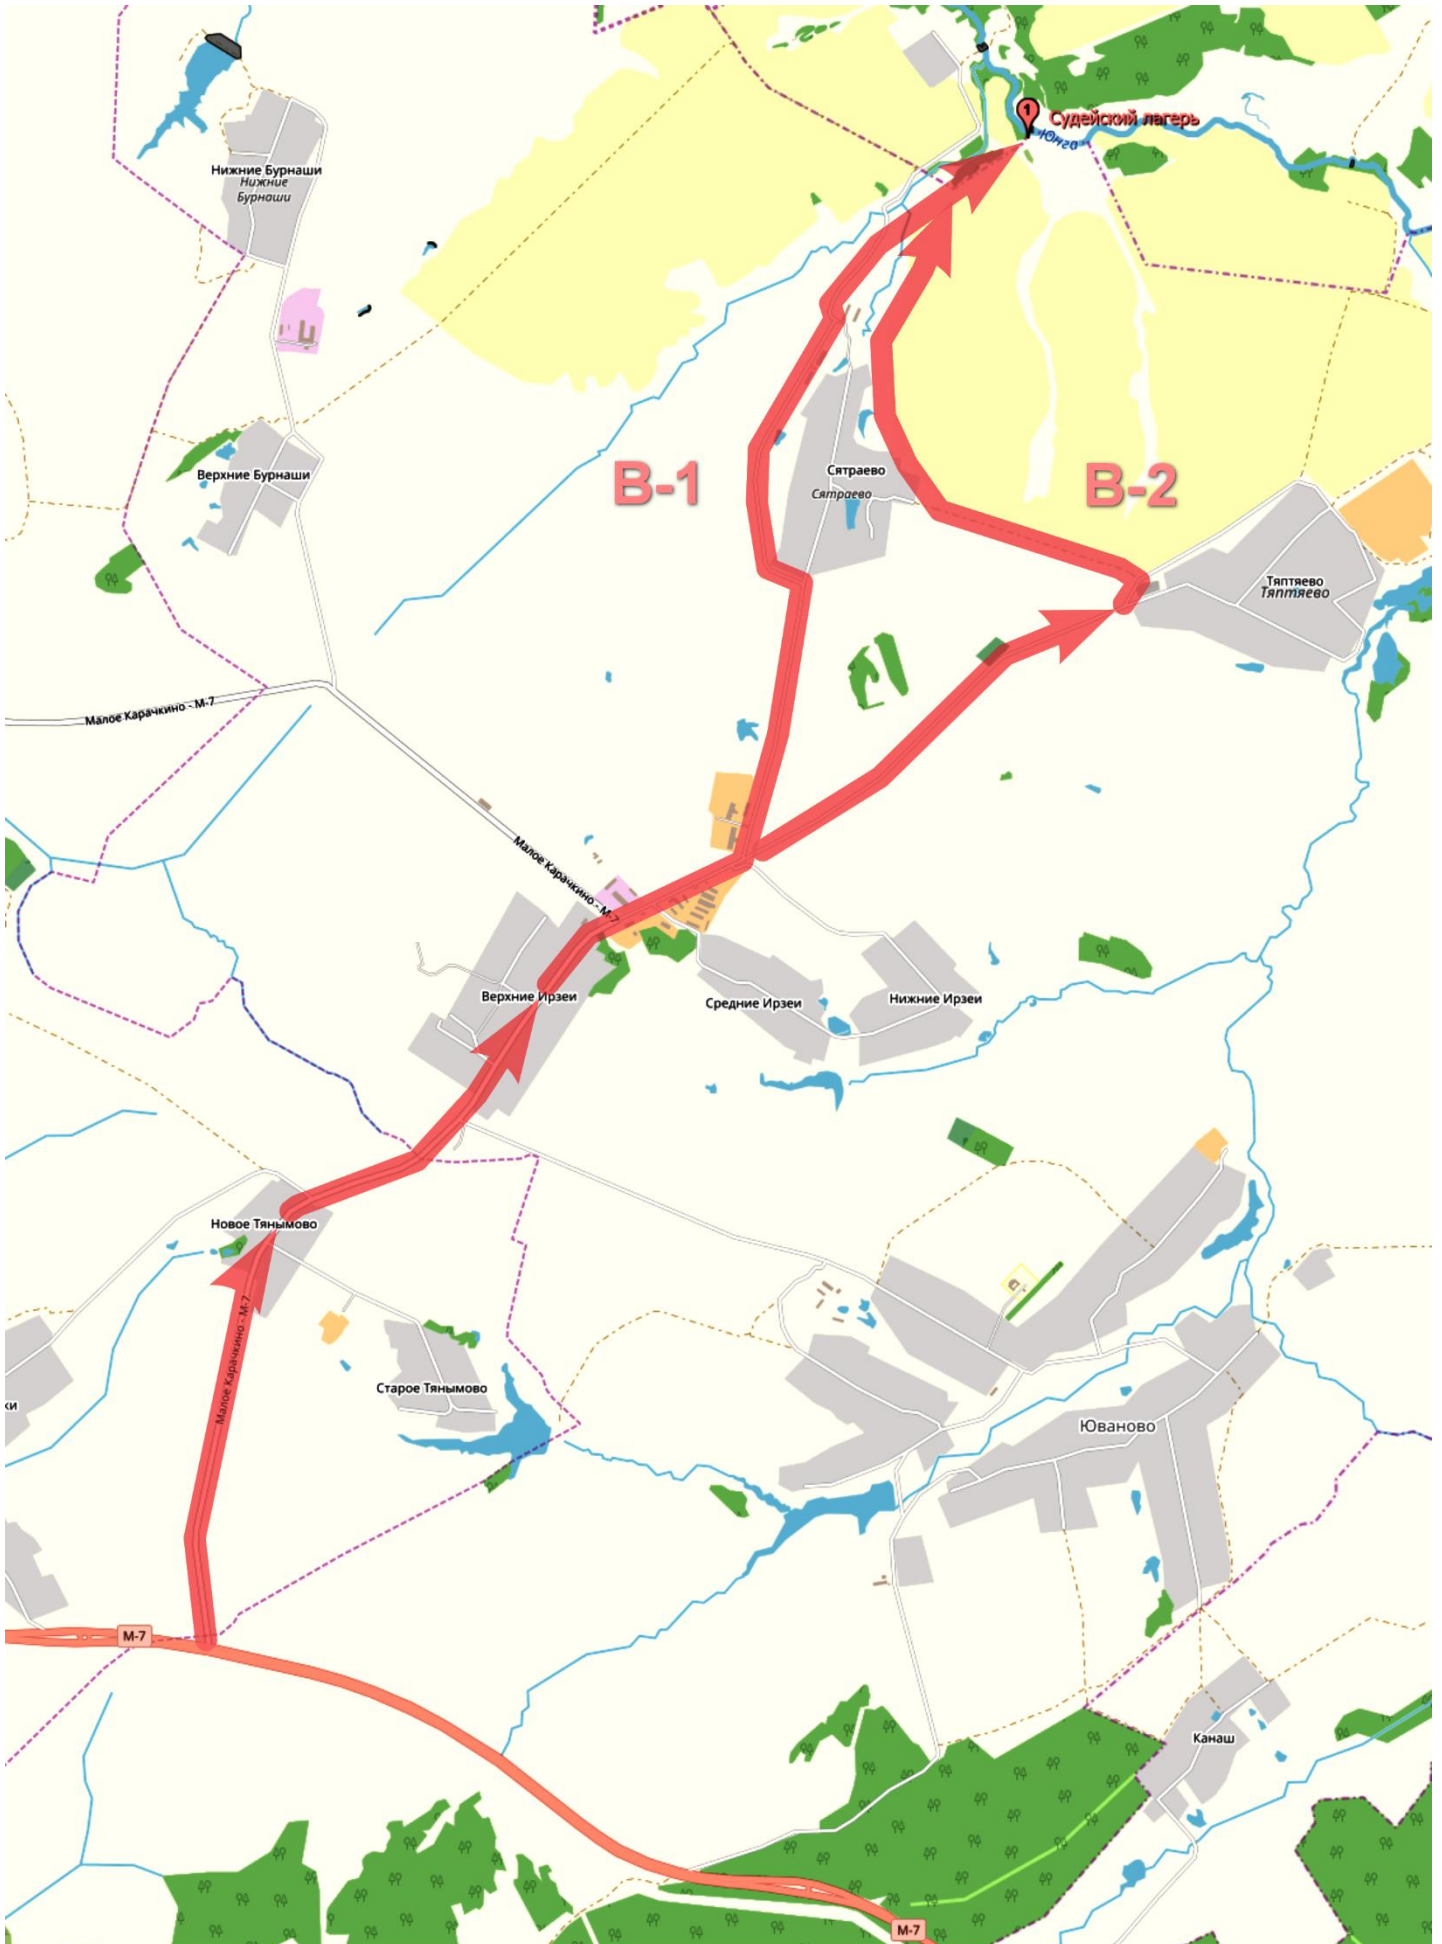 1
Судейский лагерь
Юнга
Нижние Бурнаши
Нижние
Бурнаши
Верхние Бурнаши
В-1
Сятраево
Сятраево
В-2
Тяптяево
Тяптяево
Малое Карачкино - М-7
Малое Карачкино - М-7
Верхние Ирзеи
Средние Ирзеи
Нижние Ирзеи
Новое Тянымово
Малое Карачкино - М-7
Старое Тянымово
ки
Юваново
М-7
Канаш
М-7